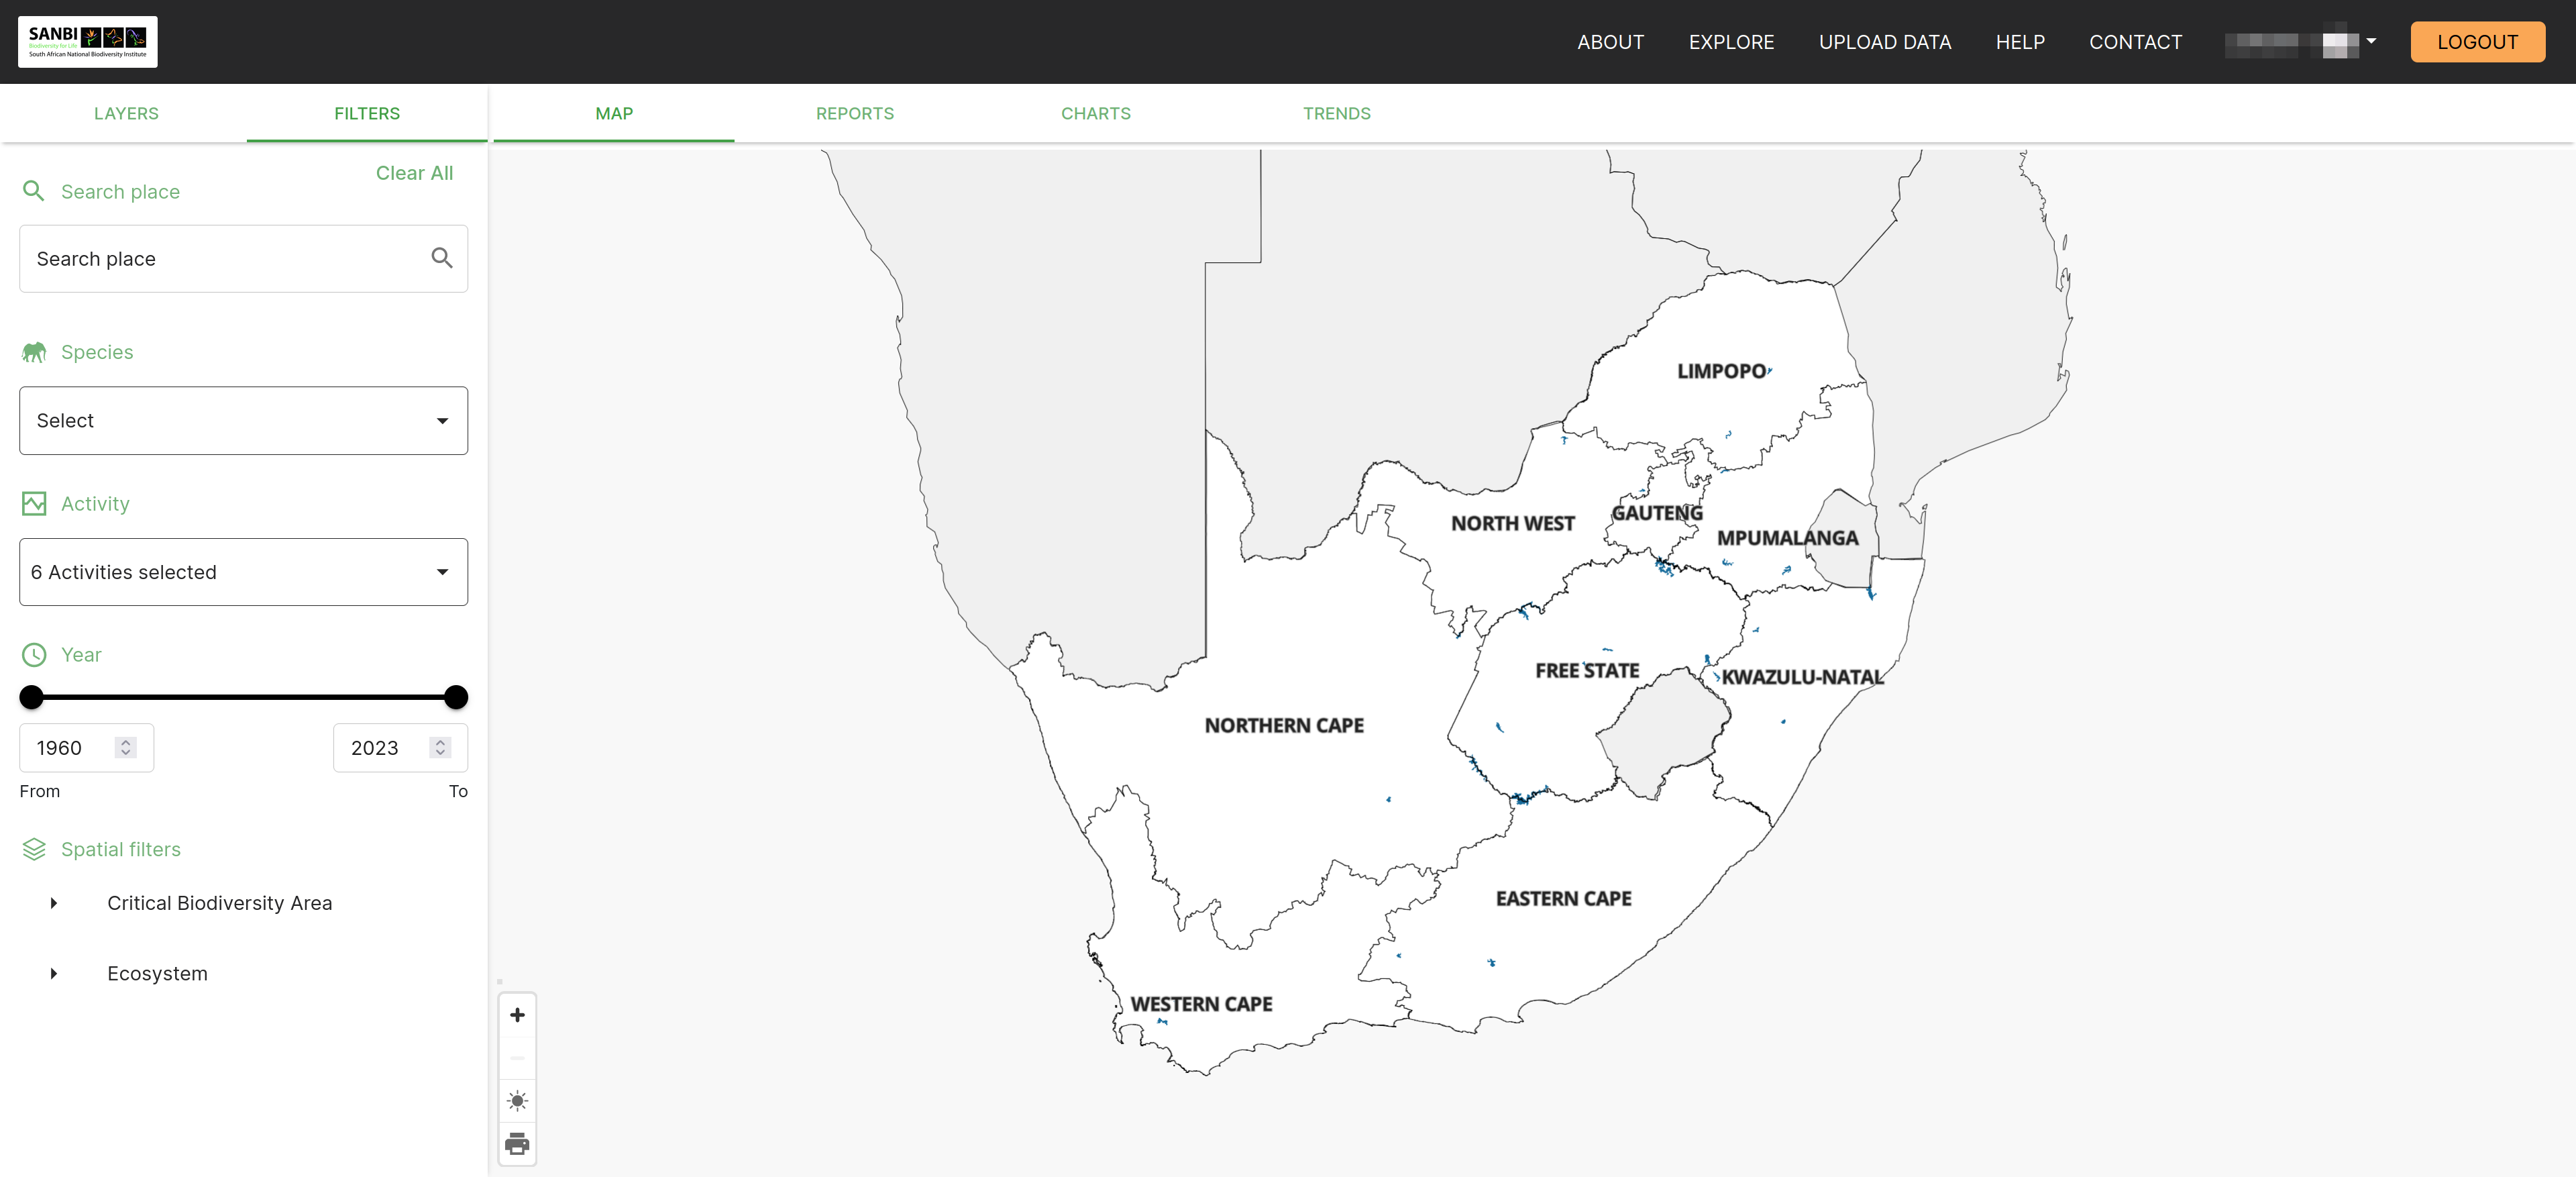 SANBI
Biodiversity for Life
South African National Biodiversity Institute
ABOUT
EXPLORE
UPLOAD DATA
HELP
CONTACT
LOGOUT
LAYERS
FILTERS
MAP
REPORTS
CHARTS
TRENDS
Clear All
Search place
Search place
Species
Select
Activity
6 Activities selected
Year
1960
2023
From
To
Spatial filters
Critical Biodiversity Area
Ecosystem
LIMPOPO
NORTH WEST
GAUTENG
MPUMALANGA
FREE STATE
KWAZULU-NATAL
NORTHERN CAPE
EASTERN CAPE
WESTERN CAPE